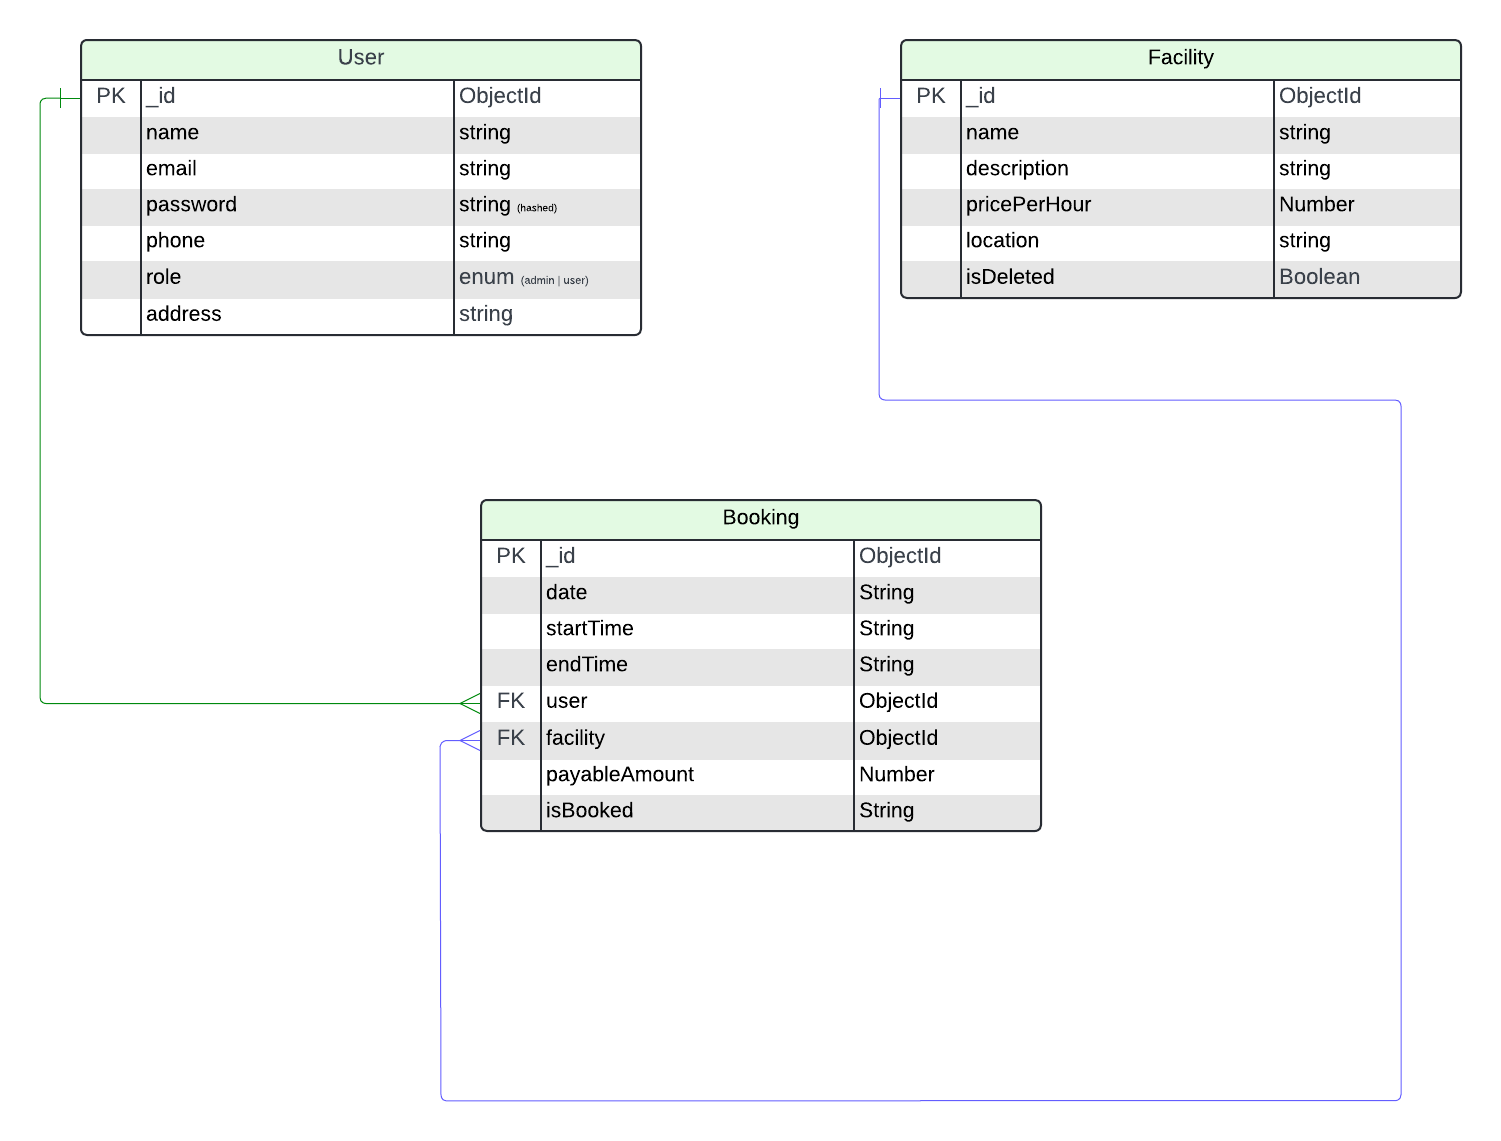 User
PK _id ObjectId
name string
email string
password string (hashed)
phone string
role enum (admin | user)
address string
Facility
PK _id ObjectId
name string
description string
pricePerHour Number
location string
isDeleted Boolean
Booking
PK _id ObjectId
date String
startTime String
endTime String
FK user ObjectId
FK facility ObjectId
payableAmount Number
isBooked String